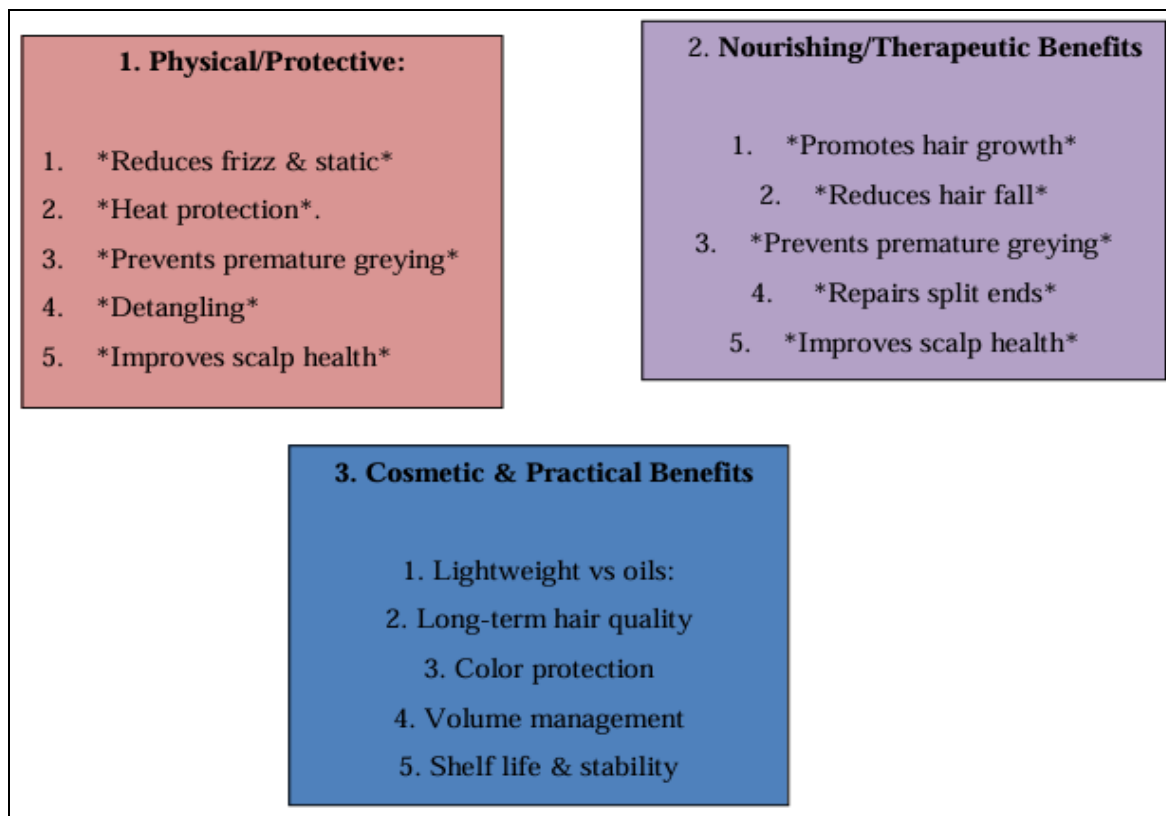 1. Physical/Protective:
1. *Reduces frizz & static*
2. *Heat protection*.
3. *Prevents premature greying*
4. *Detangling*
5. *Improves scalp health*
2. Nourishing/Therapeutic Benefits
1. *Promotes hair growth*
2. *Reduces hair fall*
3. *Prevents premature greying*
4. *Repairs split ends*
5. *Improves scalp health*
3. Cosmetic & Practical Benefits
1. Lightweight vs oils:
2. Long-term hair quality
3. Color protection
4. Volume management
5. Shelf life & stability